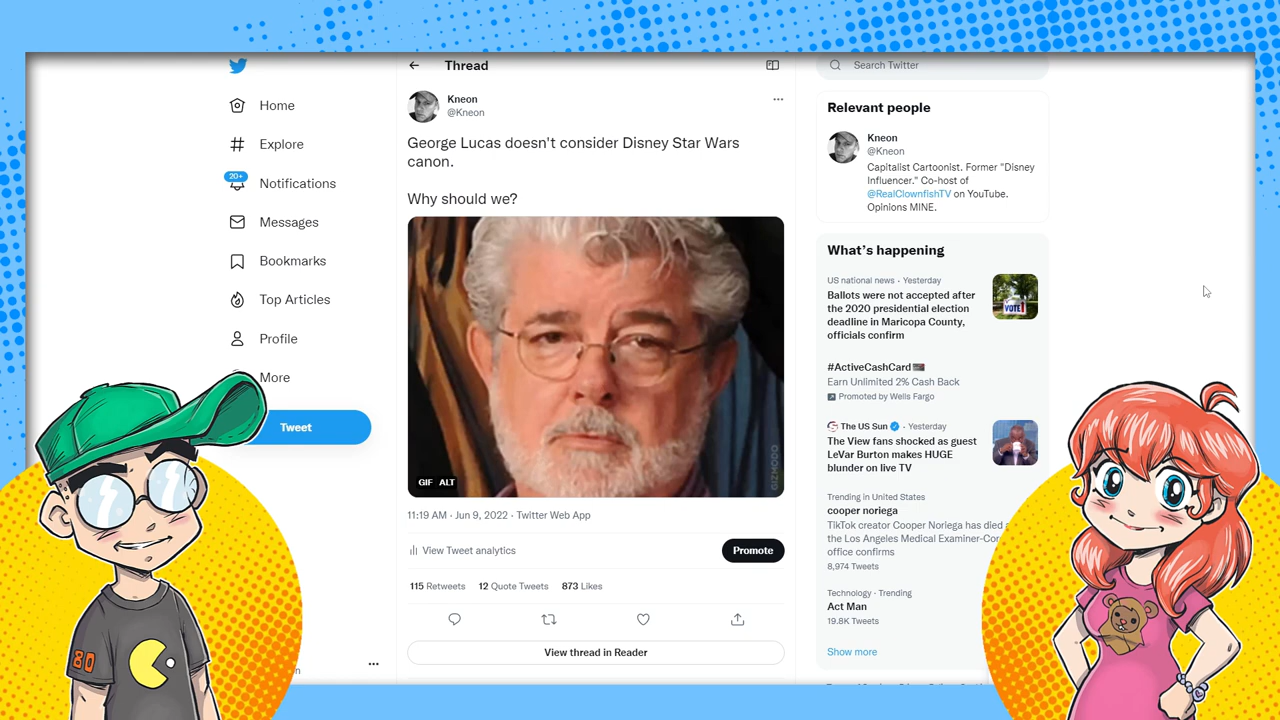 Home
Explore
20+
Notifications
Messages
Bookmarks
Top Articles
Profile
More
Tweet
Thread
Kneon
@Kneon
George Lucas doesn't consider Disney Star Wars
canon.
Why should we?
GIF ALT
GIZMODO
11:19 AM · Jun 9, 2022 · Twitter Web App
View Tweet analytics
Promote
115 Retweets 12 Quote Tweets 873 Likes
View thread in Reader
Search Twitter
Relevant people
Kneon
@Kneon
Capitalist Cartoonist. Former "Disney
Influencer." Co-host of
@RealClownfishTV on YouTube.
Opinions MINE.
What's happening
US national news · Yesterday
Ballots were not accepted after
the 2020 presidential election
deadline in Maricopa County,
officials confirm
VOTE
#ActiveCashCard
Earn Unlimited 2% Cash Back
Promoted by Wells Fargo
The US Sun · Yesterday
The View fans shocked as guest
LeVar Burton makes HUGE
blunder on live TV
Trending in United States
cooper noriega
TikTok creator Cooper Noriega has died
the Los Angeles Medical Examiner-Cor
office confirms
8,974 Tweets
Technology · Trending
Act Man
19.8K Tweets
Show more
80